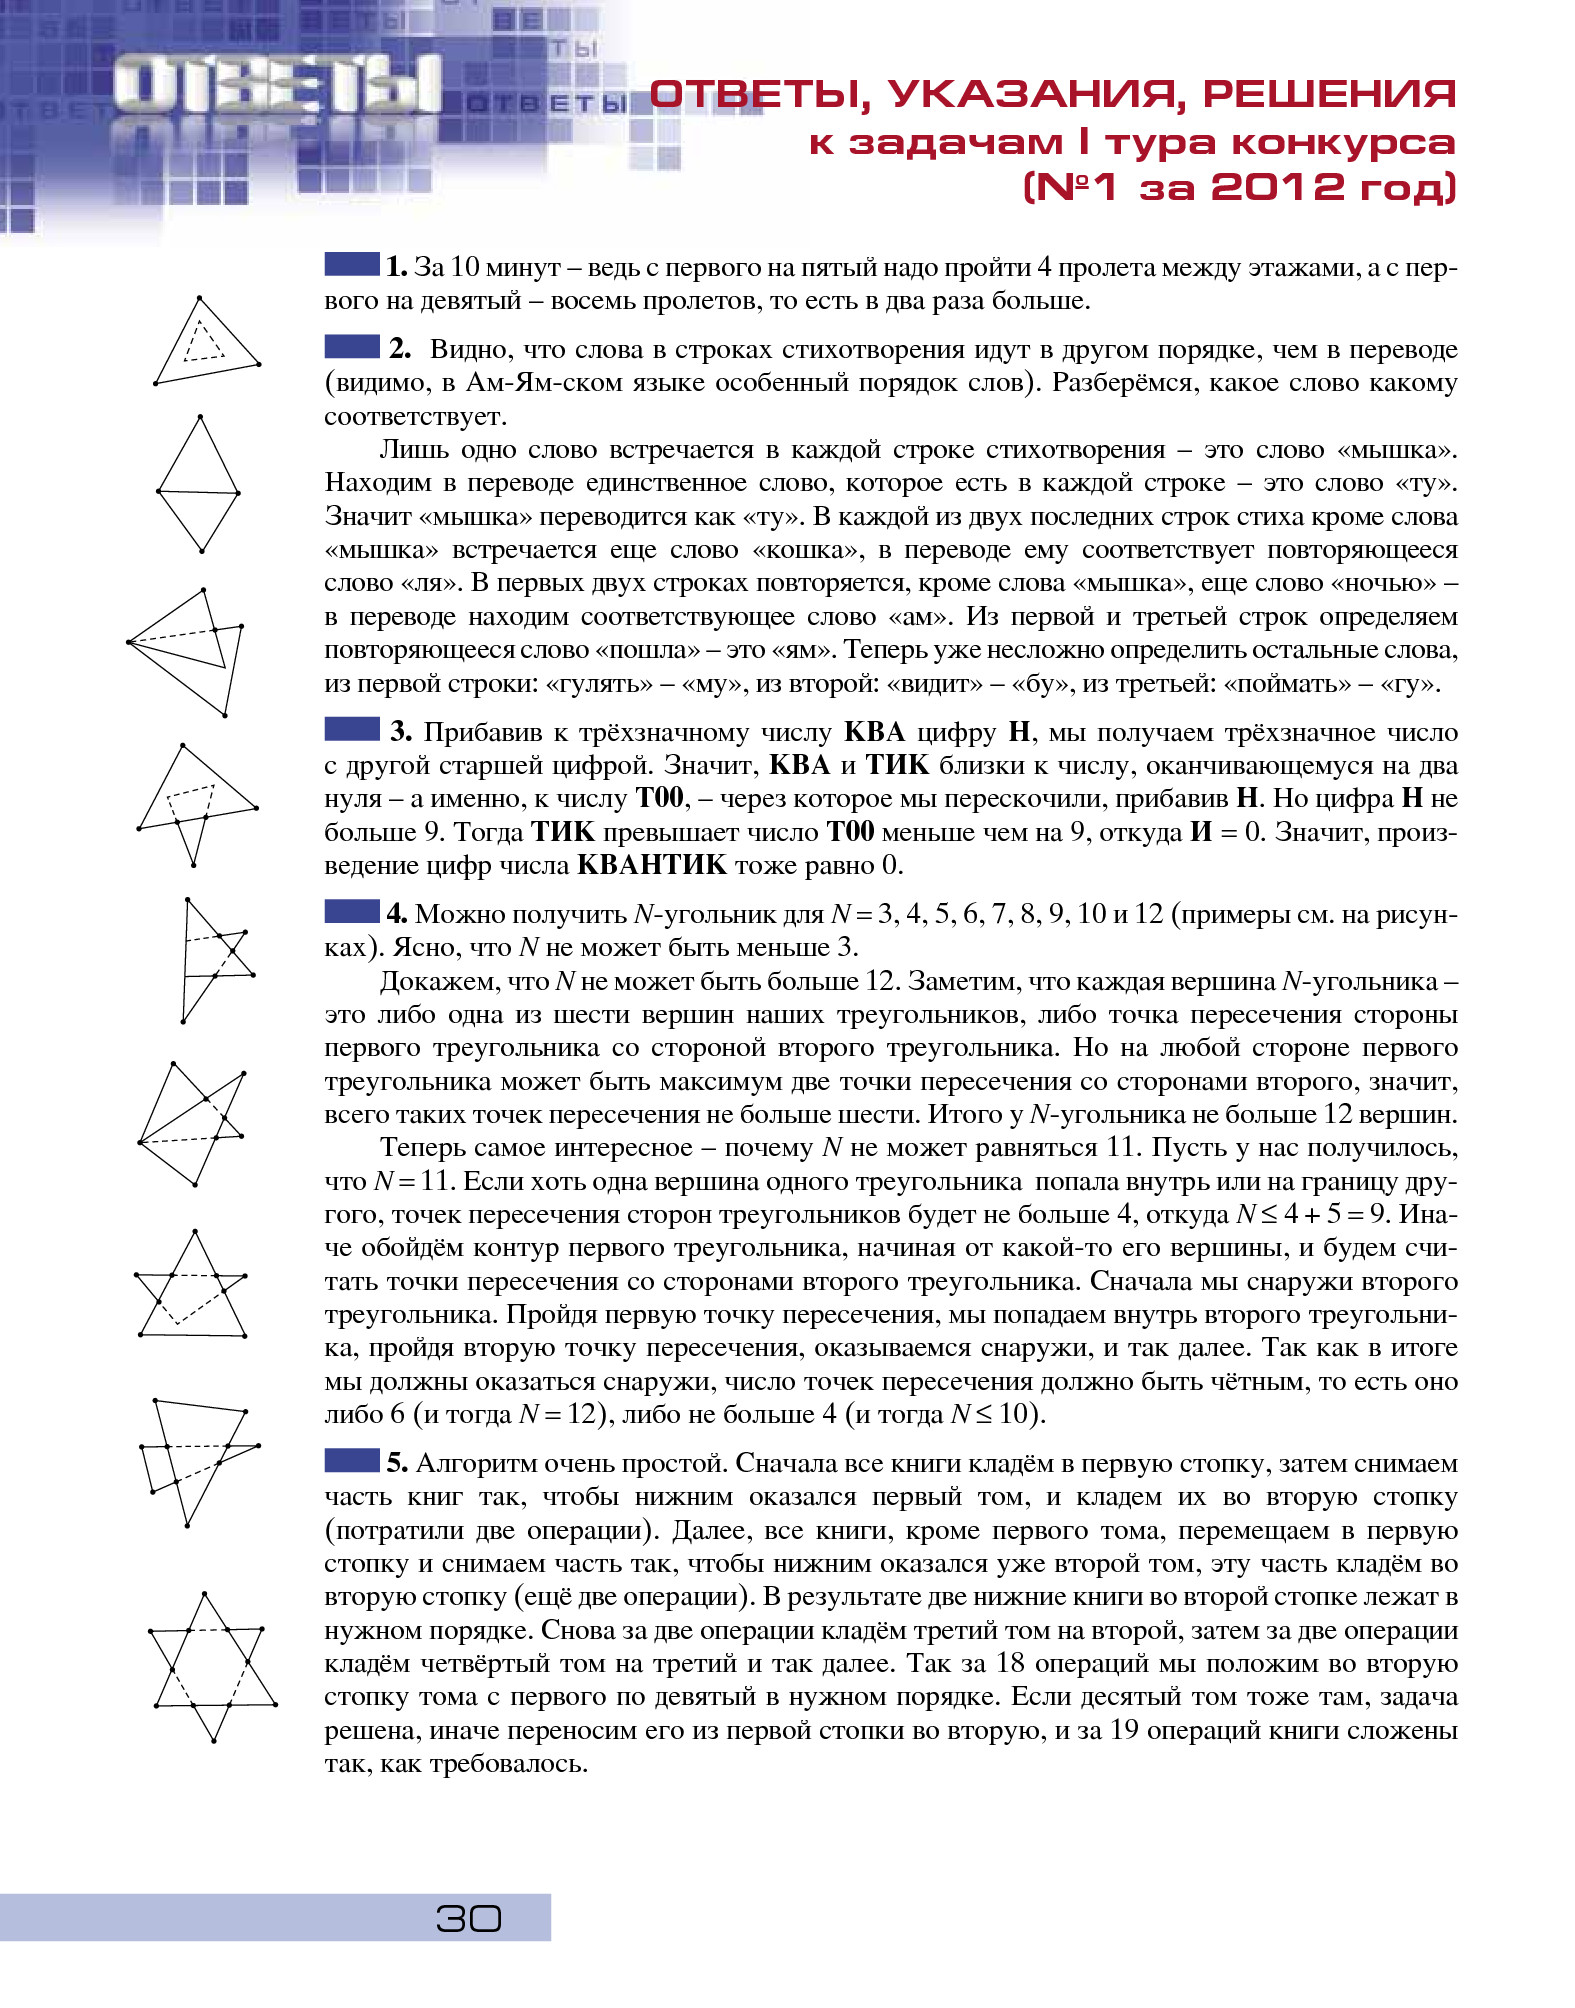 ОТВЕТЫ
ОТВЕТЫ
ТЫ
ОТВЕТЫ, УКАЗАНИЯ, РЕШЕНИЯ
к задачам I тура конкурса
(№1 за 2012 год)
1. За 10 минут – ведь с первого на пятый надо пройти 4 пролета между этажами, а с пер-
вого на девятый – восемь пролетов, то есть в два раза больше.
2. Видно, что слова в строках стихотворения идут в другом порядке, чем в переводе
(видимо, в Ам-Ям-ском языке особенный порядок слов). Разберёмся, какое слово какому
соответствует.
Лишь одно слово встречается в каждой строке стихотворения – это слово «мышка».
Находим в переводе единственное слово, которое есть в каждой строке – это слово «ту».
Значит «мышка» переводится как «ту». В каждой из двух последних строк стиха кроме слова
«мышка» встречается еще слово «кошка», в переводе ему соответствует повторяющееся
слово «ля». В первых двух строках повторяется, кроме слова «мышка», еще слово «ночью» –
в переводе находим соответствующее слово «ам». Из первой и третьей строк определяем
повторяющееся слово «пошла» – это «ям». Теперь уже несложно определить остальные слова,
из первой строки: «гулять» – «му», из второй: «видит» – «бу», из третьей: «поймать» – «гу».
3. Прибавив к трёхзначному числу КВА цифру Н, мы получаем трёхзначное число
с другой старшей цифрой. Значит, КВА и ТИК близки к числу, оканчивающемуся на два
нуля – а именно, к числу Т00, – через которое мы перескочили, прибавив Н. Но цифра Н не
больше 9. Тогда ТИК превышает число Т00 меньше чем на 9, откуда И = 0. Значит, произ-
ведение цифр числа КВАНТИК тоже равно 0.
4. Можно получить N-угольник для N = 3, 4, 5, 6, 7, 8, 9, 10 и 12 (примеры см. на рисун-
ках). Ясно, что N не может быть меньше 3.
Докажем, что N не может быть больше 12. Заметим, что каждая вершина N-угольника –
это либо одна из шести вершин наших треугольников, либо точка пересечения стороны
первого треугольника со стороной второго треугольника. Но на любой стороне первого
треугольника может быть максимум две точки пересечения со сторонами второго, значит,
всего таких точек пересечения не больше шести. Итого у N-угольника не больше 12 вершин.
Теперь самое интересное – почему N не может равняться 11. Пусть у нас получилось,
что N = 11. Если хоть одна вершина одного треугольника попала внутрь или на границу дру-
гого, точек пересечения сторон треугольников будет не больше 4, откуда N ≤ 4 + 5 = 9. Ина-
че обойдём контур первого треугольника, начиная от какой-то его вершины, и будем счи-
тать точки пересечения со сторонами второго треугольника. Сначала мы снаружи второго
треугольника. Пройдя первую точку пересечения, мы попадаем внутрь второго треугольни-
ка, пройдя вторую точку пересечения, оказываемся снаружи, и так далее. Так как в итоге
мы должны оказаться снаружи, число точек пересечения должно быть чётным, то есть оно
либо 6 (и тогда N = 12), либо не больше 4 (и тогда N ≤ 10).
5. Алгоритм очень простой. Сначала все книги кладём в первую стопку, затем снимаем
часть книг так, чтобы нижним оказался первый том, и кладем их во вторую стопку
(потратили две операции). Далее, все книги, кроме первого тома, перемещаем в первую
стопку и снимаем часть так, чтобы нижним оказался уже второй том, эту часть кладём во
вторую стопку (ещё две операции). В результате две нижние книги во второй стопке лежат в
нужном порядке. Снова за две операции кладём третий том на второй, затем за две операции
кладём четвёртый том на третий и так далее. Так за 18 операций мы положим во вторую
стопку тома с первого по девятый в нужном порядке. Если десятый том тоже там, задача
решена, иначе переносим его из первой стопки во вторую, и за 19 операций книги сложены
так, как требовалось.
30